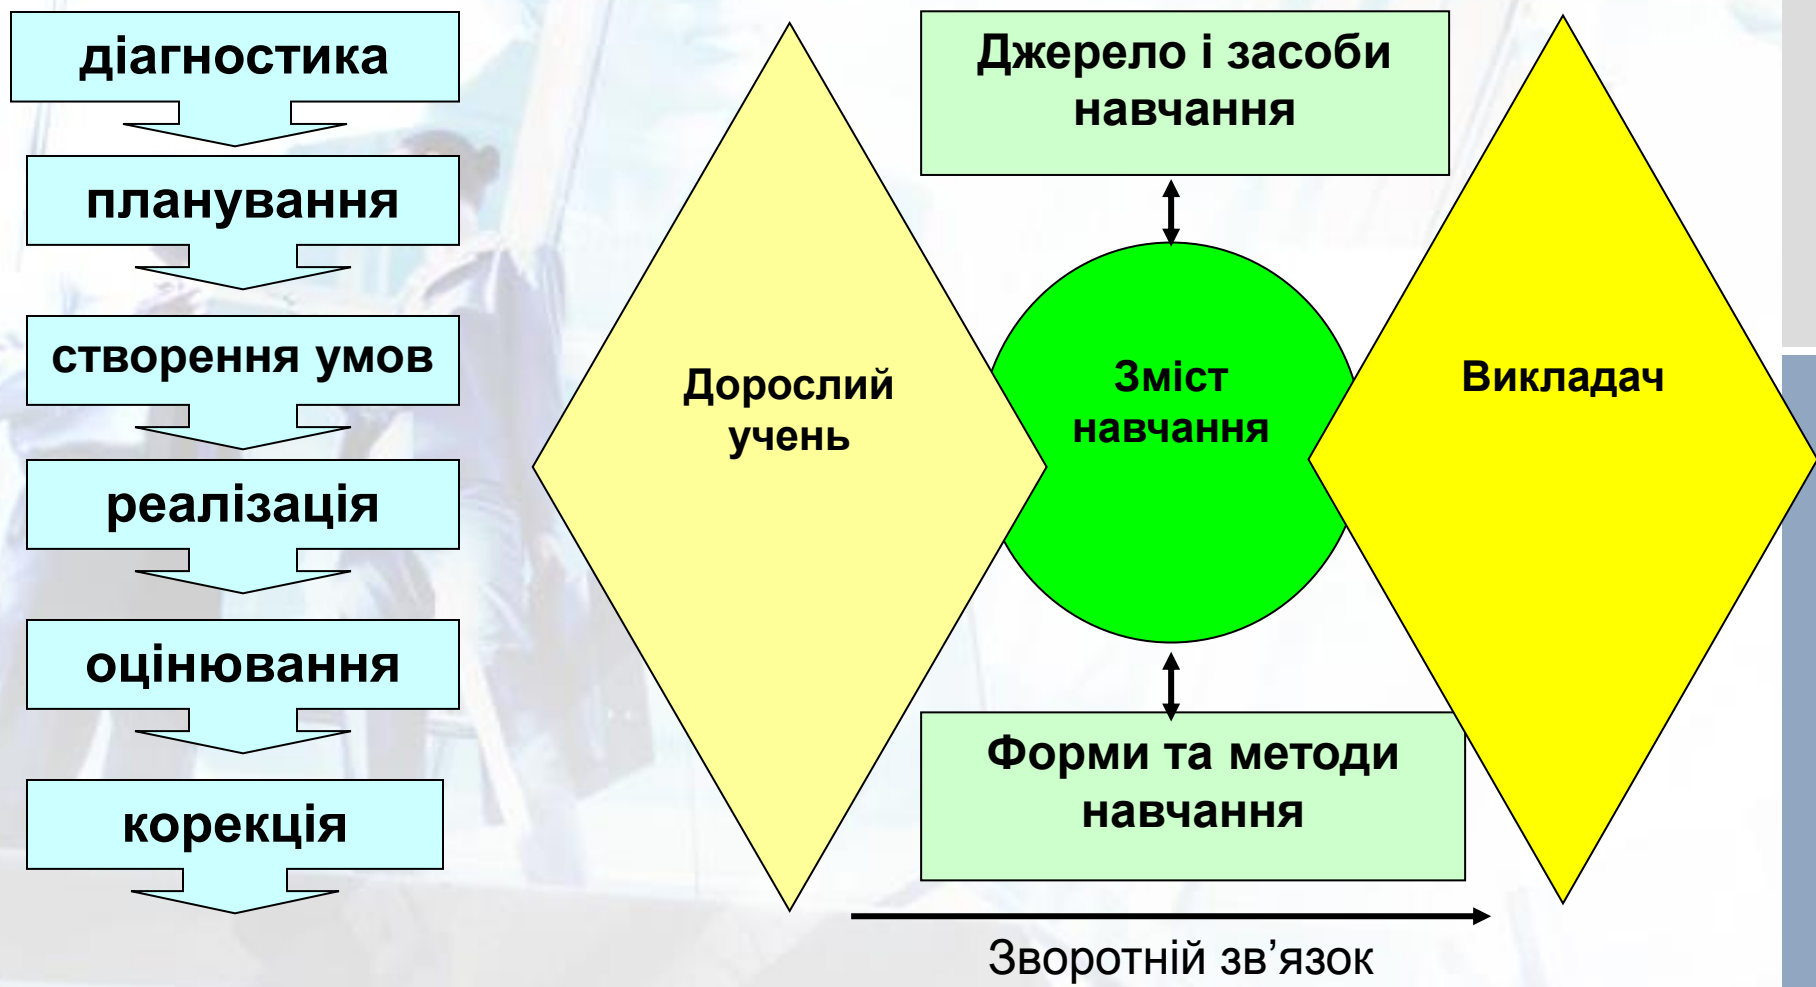 діагностика
планування
створення умов
реалізація
оцінювання
корекція
Дорослий
учень
Джерело і засоби
навчання
Зміст
навчання
Форми та методи
навчання
Викладач
Зворотній зв’язок